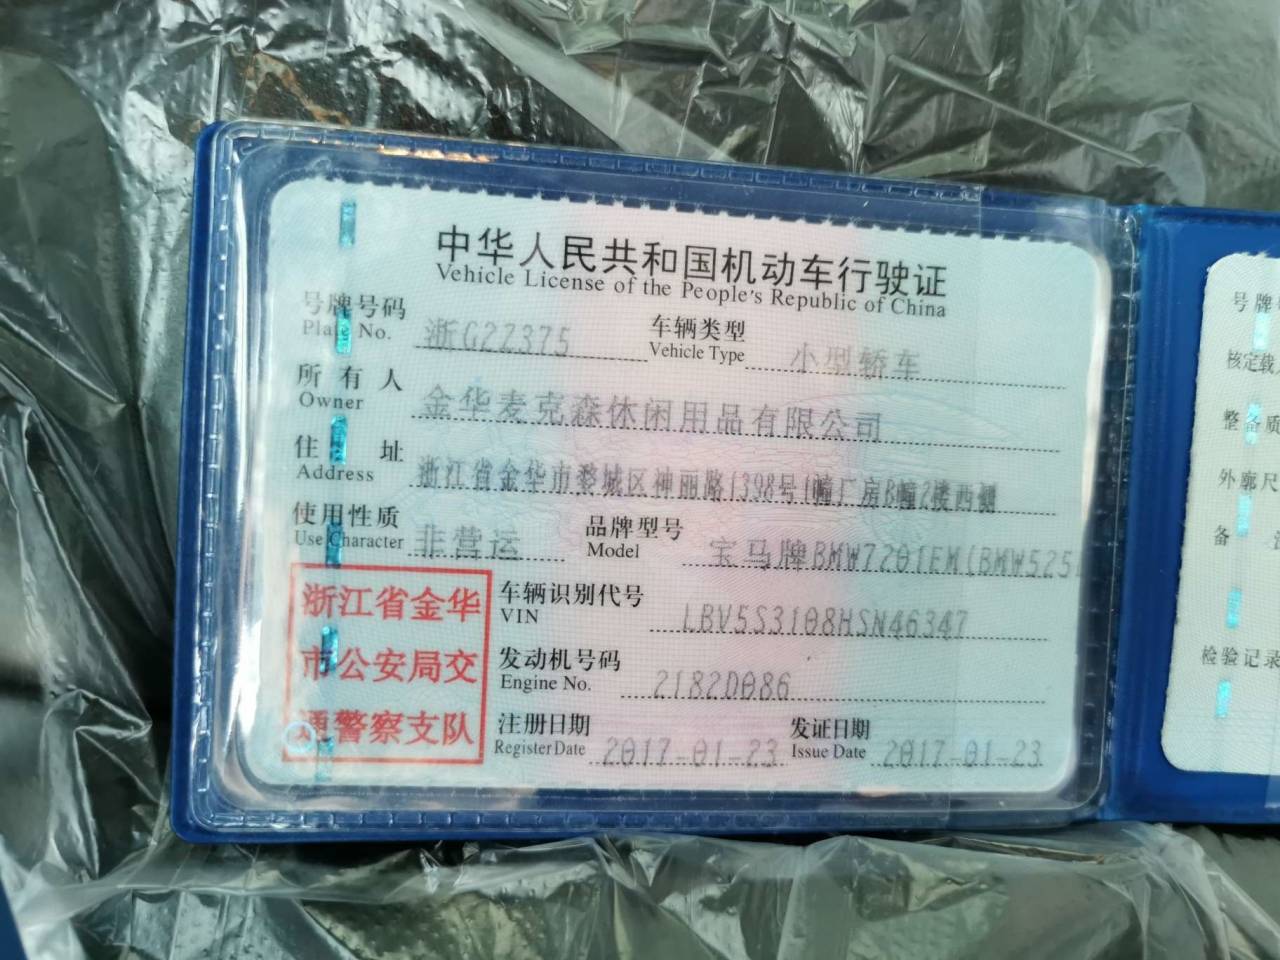 中华人民共和国机动车行驶证
Vehicle License of the People's Republic of China
号牌号码 浙G2Z375 车辆类型 小型轿车
Plate No. Vehicle Type
所有人 金华麦克森休闲用品有限公司
Owner
住址 浙江省金华市婺城区神丽路1398号1幢厂房B幢2楼西侧
Address
使用性质 非营运 品牌型号 宝马牌BMW7201EM(BMW525
Use Character Model
浙江省金华
市公安局交
通警察支队
车辆识别代号 LBV5S3108HSN46347
VIN
发动机号码 2182D086
Engine No.
注册日期 2017-01-23 发证日期 2017-01-23
Register Date Issue Date
号牌
核定载
整备质
外廓尺
备
检验记录